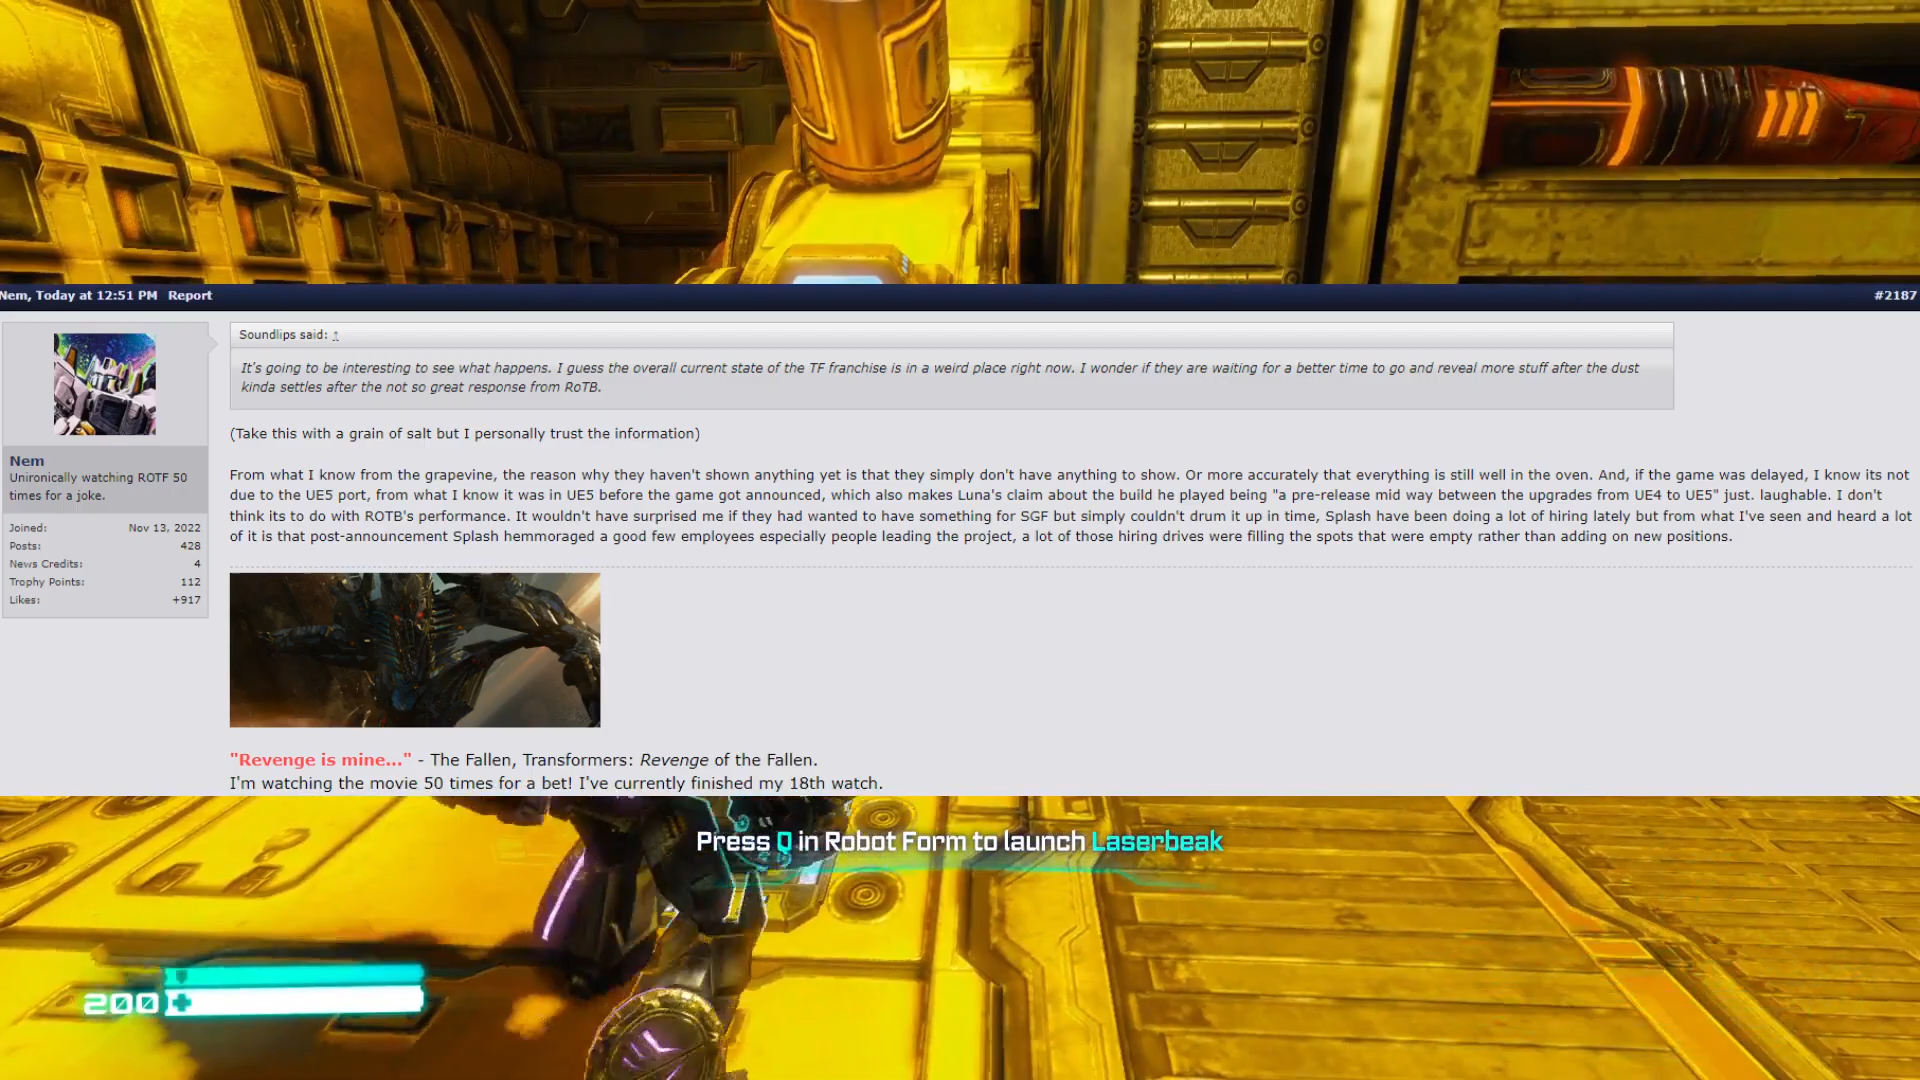 Nem, Today at 12:51 PM Report #2187
Soundlips said: ↑
It's going to be interesting to see what happens. I guess the overall current state of the TF franchise is in a weird place right now. I wonder if they are waiting for a better time to go and reveal more stuff after the dust
kinda settles after the not so great response from RoTB.
(Take this with a grain of salt but I personally trust the information)
From what I know from the grapevine, the reason why they haven't shown anything yet is that they simply don't have anything to show. Or more accurately that everything is still well in the oven. And, if the game was delayed, I know its not
due to the UE5 port, from what I know it was in UE5 before the game got announced, which also makes Luna's claim about the build he played being "a pre-release mid way between the upgrades from UE4 to UE5" just. laughable. I don't
think its to do with ROTB's performance. It wouldn't have surprised me if they had wanted to have something for SGF but simply couldn't drum it up in time, Splash have been doing a lot of hiring lately but from what I've seen and heard a lot
of it is that post-announcement Splash hemmoraged a good few employees especially people leading the project, a lot of those hiring drives were filling the spots that were empty rather than adding on new positions.
Nem
Unironically watching ROTF 50
times for a joke.
Joined: Nov 13, 2022
Posts: 428
News Credits: 4
Trophy Points: 112
Likes: +917
"Revenge is mine..." - The Fallen, Transformers: Revenge of the Fallen.
I'm watching the movie 50 times for a bet! I've currently finished my 18th watch.
Press Q in Robot Form to launch Laserbeak
200